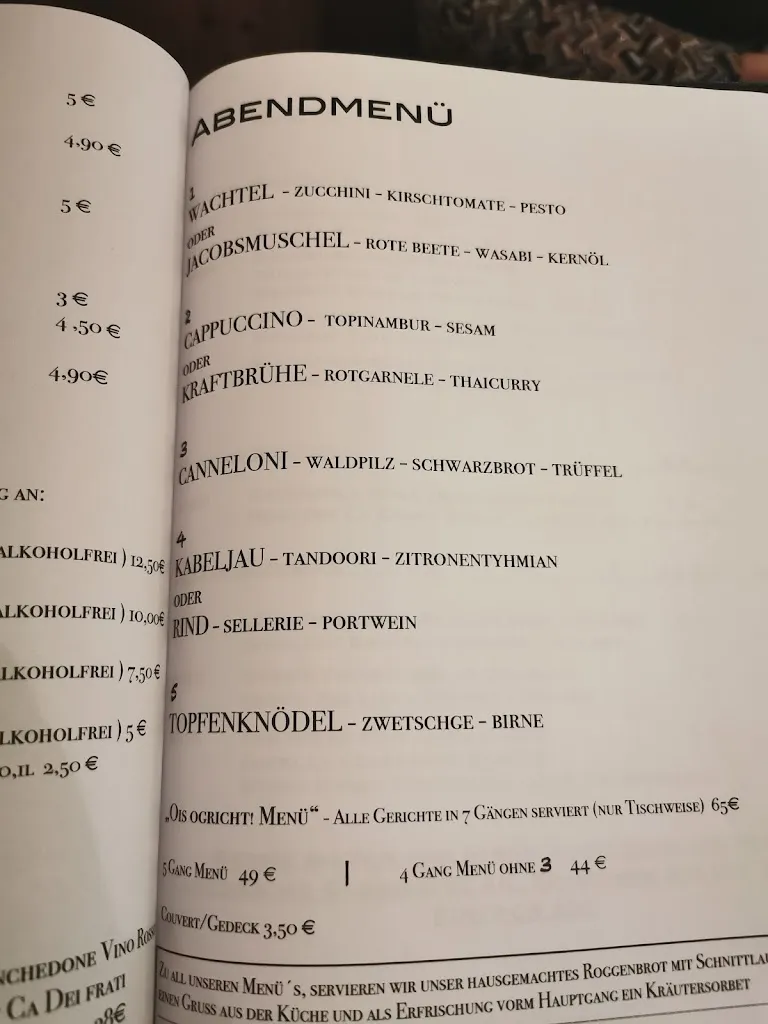 5 €
4,90 €
5 €
3 €
4,50 €
4,90€
G AN:
ALKOHOLFREI ) 12,50€
ALKOHOLFREI ) 10,00€
LKOHOLFREI ) 7,50 €
LKOHOLFREI ) 5 €
0,1L 2,50 €
NCHEDONE VINO ROSS
CA DEI FRATI
98€
ABENDMENÜ
1
WACHTEL – ZUCCHINI – KIRSCHTOMATE – PESTO
ODER
JACOBSMUSCHEL – ROTE BEETE – WASABI – KERNÖL
2
CAPPUCCINO – TOPINAMBUR – SESAM
ODER
KRAFTBRÜHE – ROTGARNELE – THAICURRY
3
CANNELONI – WALDPILZ – SCHWARZBROT – TRÜFFEL
4
KABELJAU – TANDOORI – ZITRONENTYHMIAN
ODER
RIND – SELLERIE – PORTWEIN
5
TOPFENKNÖDEL – ZWETSCHGE – BIRNE
„OIS OGRICHT! MENÜ“ – ALLE GERICHTE IN 7 GÄNGEN SERVIERT (NUR TISCHWEISE) 65€
5 GANG MENÜ 49 € | 4 GANG MENÜ OHNE 3 44 €
COUVERT/GEDECK 3,50 €
ZU ALL UNSEREN MENÜ´S, SERVIEREN WIR UNSER HAUSGEMACHTES ROGGENBROT MIT SCHNITTLAU
EINEN GRUSS AUS DER KÜCHE UND ALS ERFRISCHUNG VORM HAUPTGANG EIN KRÄUTERSORBET